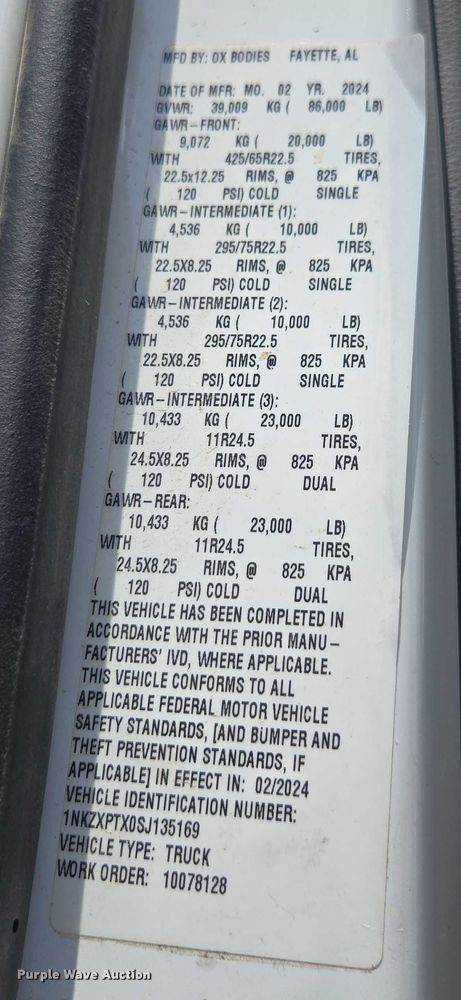 MFD BY: OX BODIES FAYETTE, AL
DATE OF MFR: MO. 02 YR. 2024
GVWR: 39,009 KG ( 86,000 LB)
GAWR-FRONT:
9,072 KG ( 20,000 LB)
WITH 425/65R22.5 TIRES,
22.5x12.25 RIMS, @ 825 KPA
( 120 PSI) COLD SINGLE
GAWR-INTERMEDIATE (1):
4,536 KG ( 10,000 LB)
WITH 295/75R22.5 TIRES,
22.5X8.25 RIMS, @ 825 KPA
( 120 PSI) COLD SINGLE
GAWR-INTERMEDIATE (2):
4,536 KG ( 10,000 LB)
WITH 295/75R22.5 TIRES,
22.5X8.25 RIMS, @ 825 KPA
( 120 PSI) COLD SINGLE
GAWR-INTERMEDIATE (3):
10,433 KG ( 23,000 LB)
WITH 11R24.5 TIRES,
24.5X8.25 RIMS, @ 825 KPA
( 120 PSI) COLD DUAL
GAWR-REAR:
10,433 KG ( 23,000 LB)
WITH 11R24.5 TIRES,
24.5X8.25 RIMS, @ 825 KPA
( 120 PSI) COLD DUAL
THIS VEHICLE HAS BEEN COMPLETED IN
ACCORDANCE WITH THE PRIOR MANU-
FACTURERS' IVD, WHERE APPLICABLE.
THIS VEHICLE CONFORMS TO ALL
APPLICABLE FEDERAL MOTOR VEHICLE
SAFETY STANDARDS, [AND BUMPER AND
THEFT PREVENTION STANDARDS, IF
APPLICABLE] IN EFFECT IN: 02/2024
VEHICLE IDENTIFICATION NUMBER:
1NKZXPTX0SJ135169
VEHICLE TYPE: TRUCK
WORK ORDER: 10078128
Purple Wave Auction